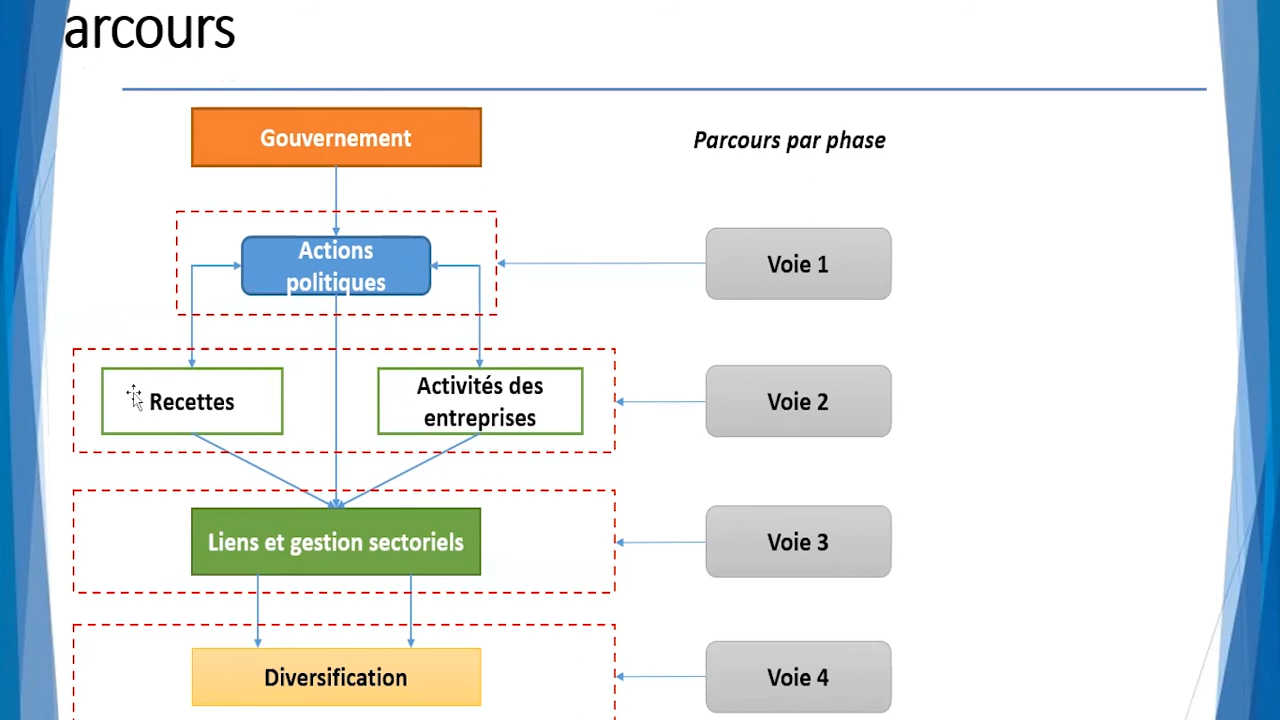 arcours
Gouvernement
Parcours par phase
Actions
politiques
Voie 1
Recettes
Activités des
entreprises
Voie 2
Liens et gestion sectoriels
Voie 3
Diversification
Voie 4